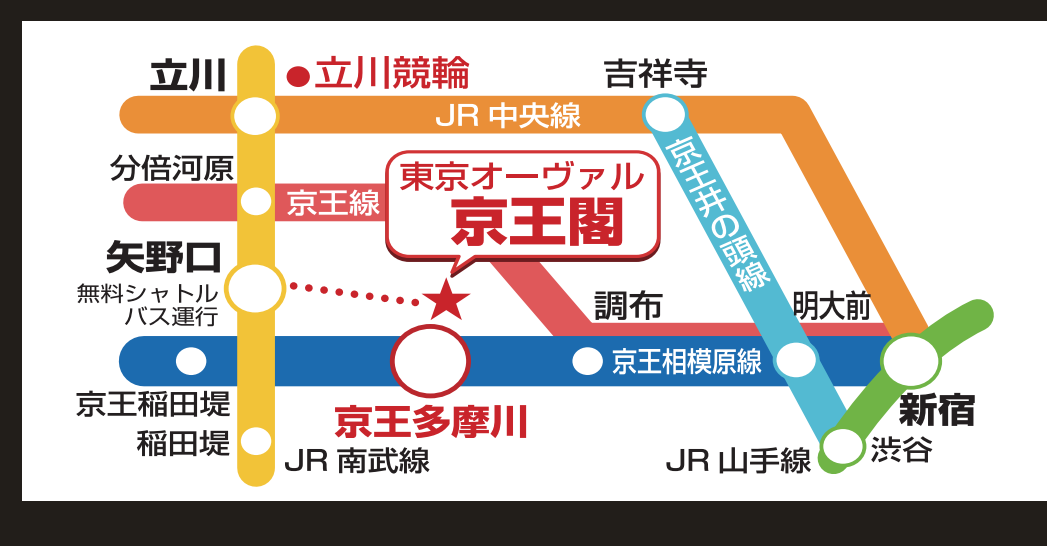 立川
●立川競輪
吉祥寺
JR 中央線
分倍河原
京王線
東京オーヴァル
京王閣
京王井の頭線
矢野口
無料シャトル
バス運行
調布
明大前
京王相模原線
京王稲田堤
稲田堤
京王多摩川
JR 南武線
新宿
渋谷
JR 山手線